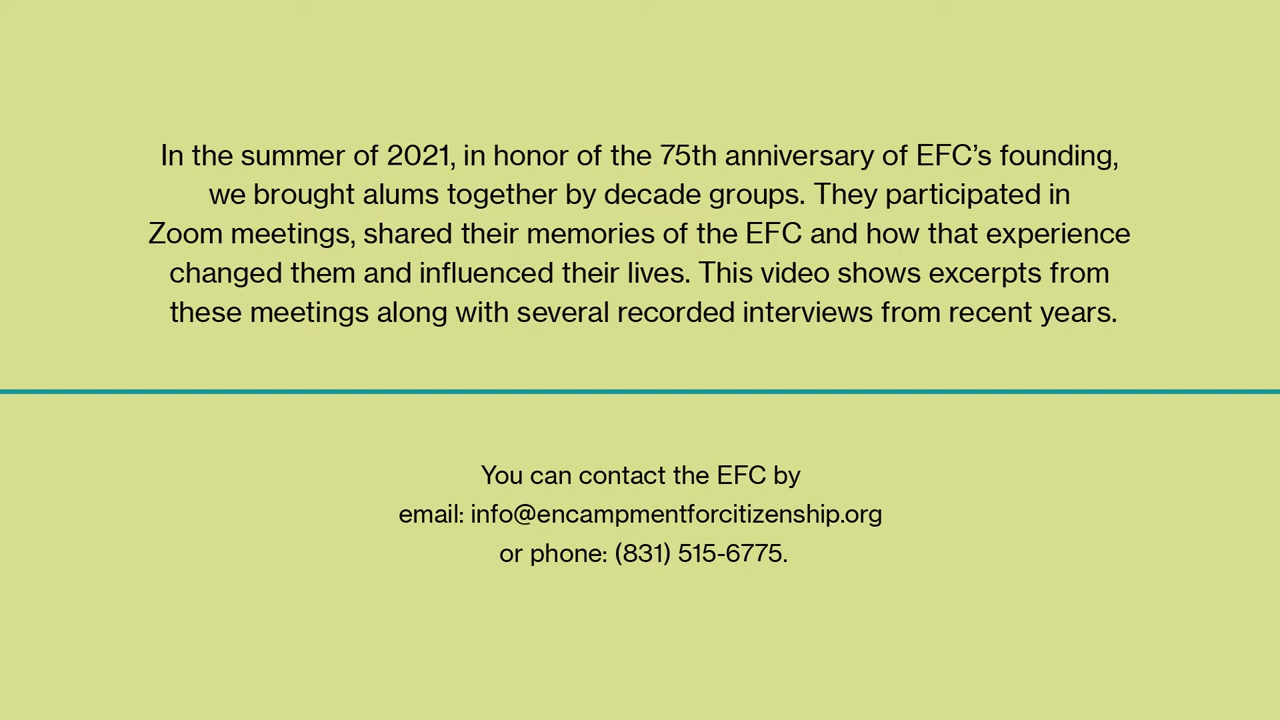 In the summer of 2021, in honor of the 75th anniversary of EFC’s founding,
we brought alums together by decade groups. They participated in
Zoom meetings, shared their memories of the EFC and how that experience
changed them and influenced their lives. This video shows excerpts from
these meetings along with several recorded interviews from recent years.
You can contact the EFC by
email: info@encampmentforcitizenship.org
or phone: (831) 515-6775.